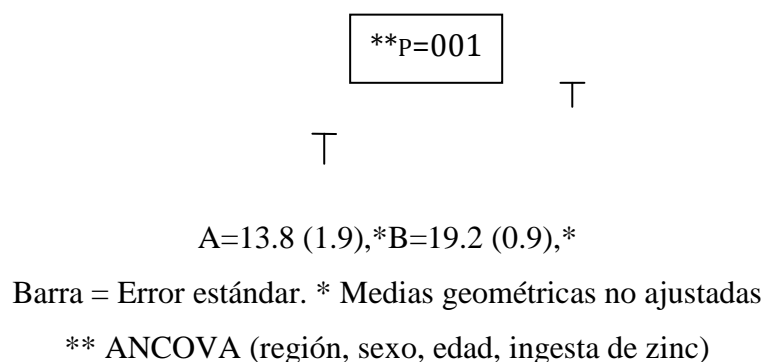 **P=001
A=13.8 (1.9),*B=19.2 (0.9),*
Barra = Error estándar. * Medias geométricas no ajustadas
** ANCOVA (región, sexo, edad, ingesta de zinc)